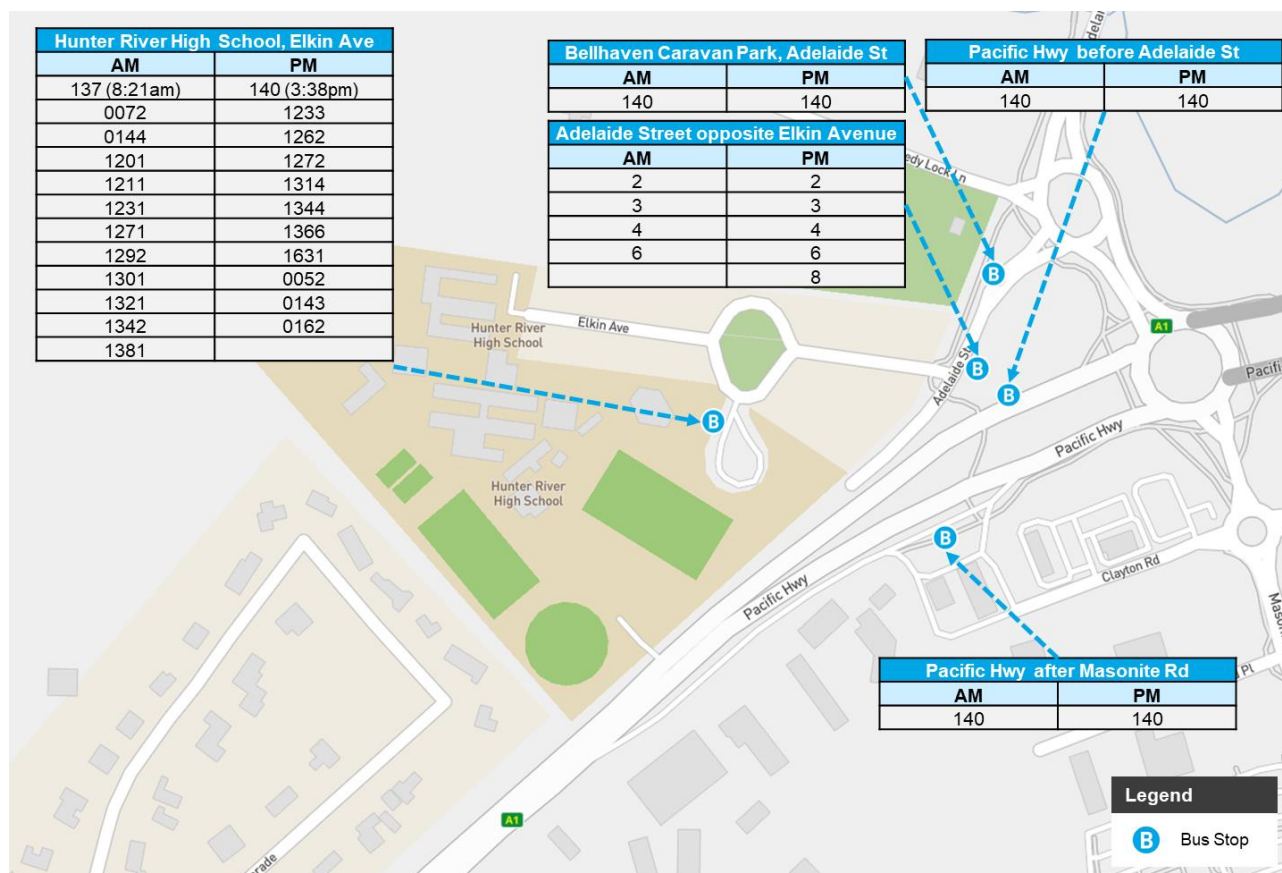 Hunter River High School, Elkin Ave
AM PM
137 (8:21am) 140 (3:38pm)
0072 1233
0144 1262
1201 1272
1211 1314
1231 1344
1271 1366
1292 1631
1301 0052
1321 0143
1342 0162
1381
Bellhaven Caravan Park, Adelaide St
AM PM
140 140
Adelaide Street opposite Elkin Avenue
AM PM
2 2
3 3
4 4
6 6
8
Pacific Hwy before Adelaide St
AM PM
140 140
edy Lock Ln
A1
Elkin Ave
Hunter River
High School
Adelaide St
Pacific
Pacific Hwy
Hunter River
High School
Clayton Rd
Pacific Hwy
Pacific Hwy after Masonite Rd
AM PM
140 140
Pl
A1
Legend
B Bus Stop
B
B
B
B
B